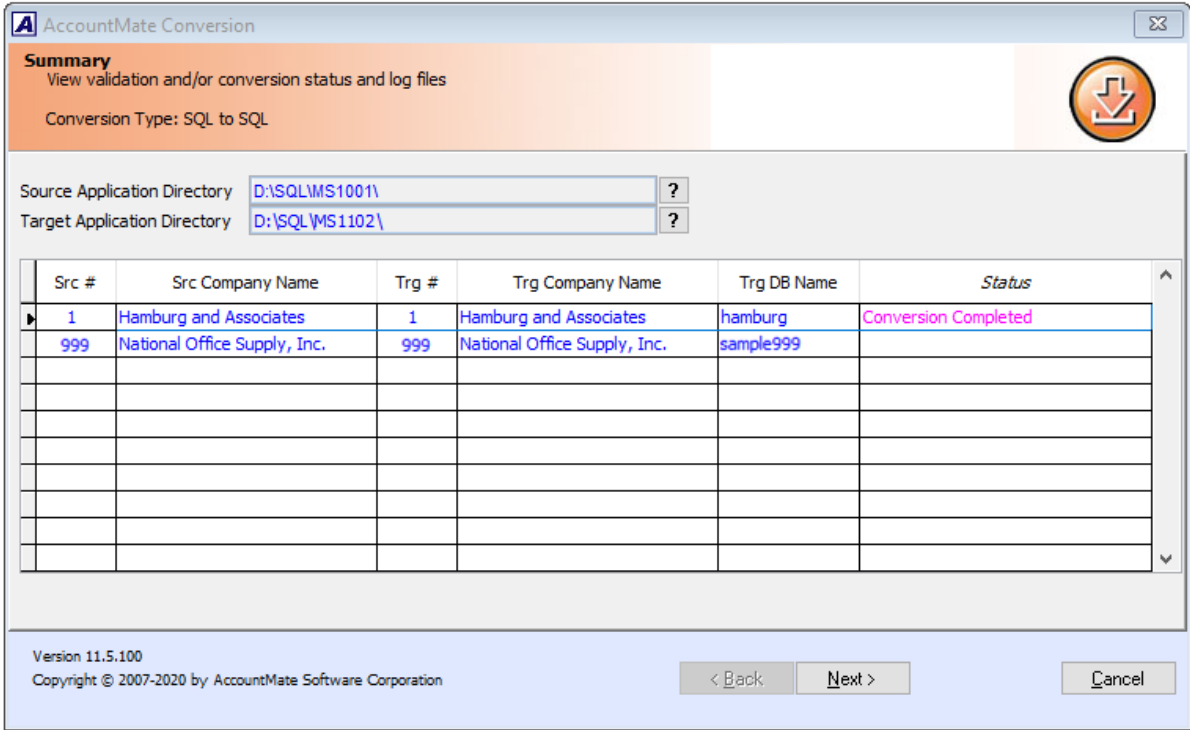 AccountMate Conversion
Summary
View validation and/or conversion status and log files
Conversion Type: SQL to SQL
Source Application Directory D:\SQL\MS1001\ ?
Target Application Directory D:\SQL\MS1102\ ?
Src # Src Company Name Trg # Trg Company Name Trg DB Name Status
1 Hamburg and Associates 1 Hamburg and Associates hamburg Conversion Completed
999 National Office Supply, Inc. 999 National Office Supply, Inc. sample999
Version 11.5.100
Copyright © 2007-2020 by AccountMate Software Corporation
< Back Next > Cancel